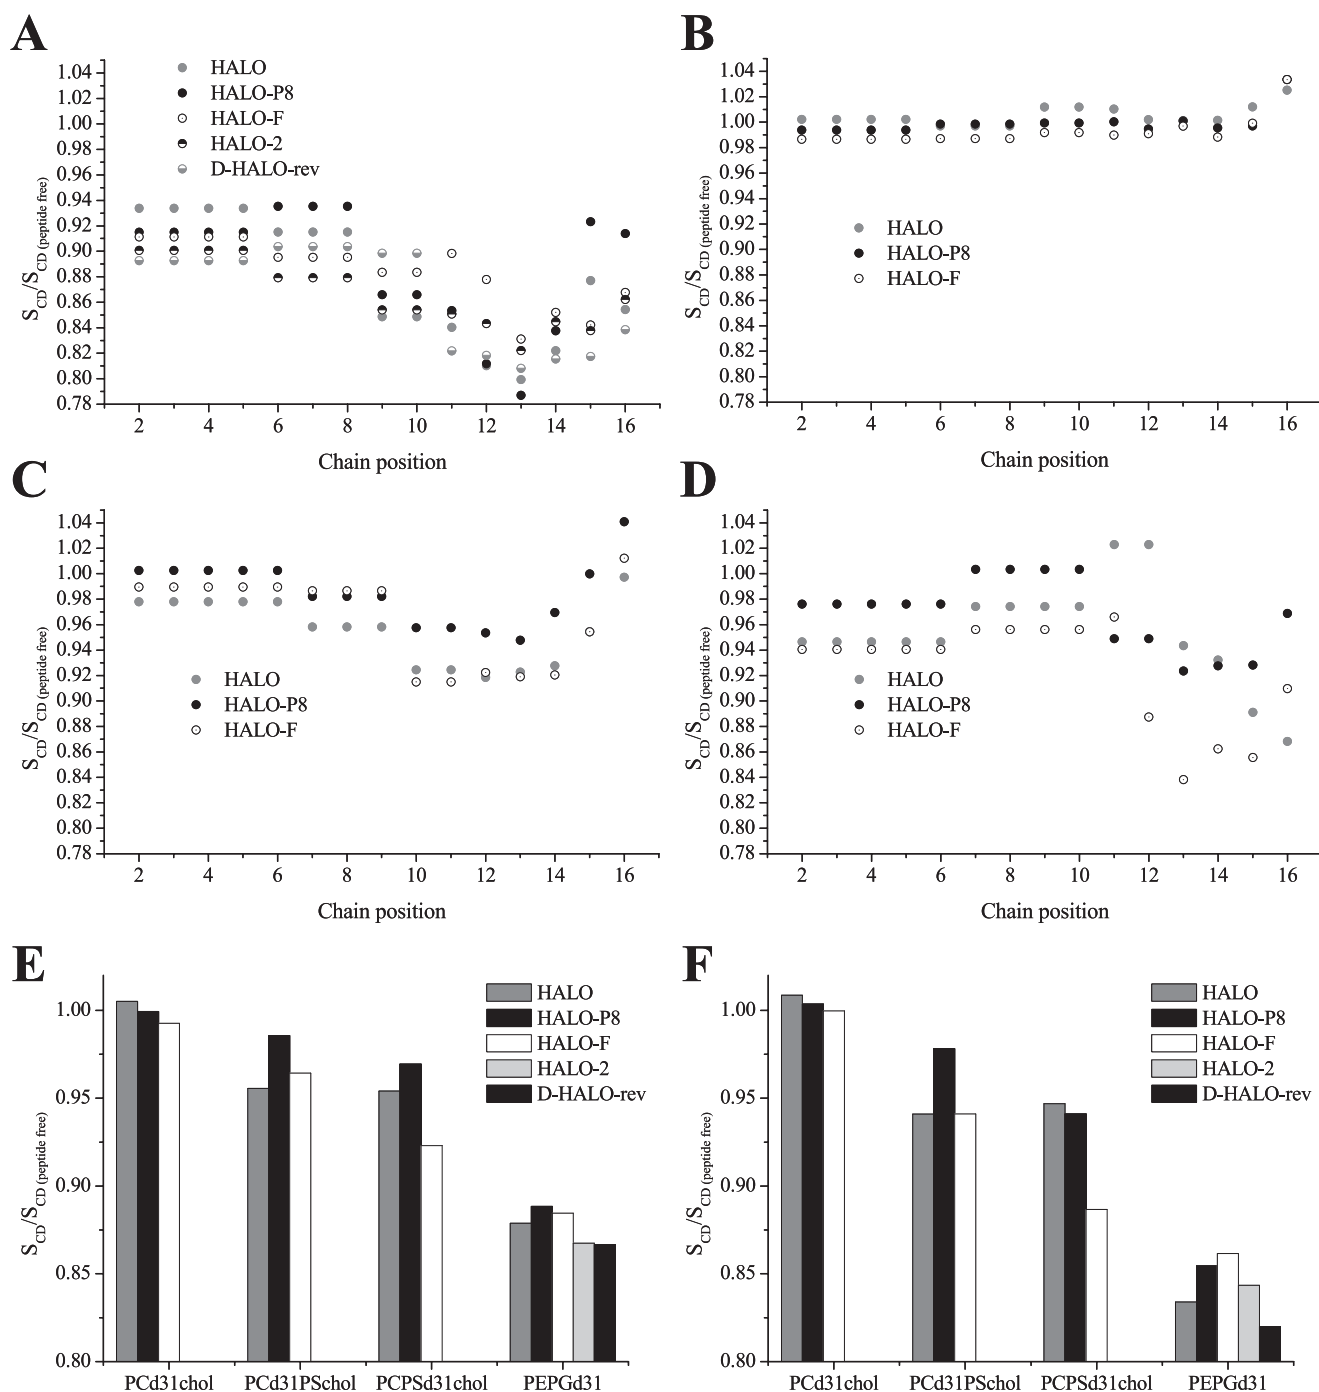 A
S_CD/S_CD (peptide free)
1.04
1.02
1.00
0.98
0.96
0.94
0.92
0.90
0.88
0.86
0.84
0.82
0.80
0.78
HALO
HALO-P8
HALO-F
HALO-2
D-HALO-rev
2 4 6 8 10 12 14 16
Chain position
B
S_CD/S_CD (peptide free)
1.04
1.02
1.00
0.98
0.96
0.94
0.92
0.90
0.88
0.86
0.84
0.82
0.80
0.78
HALO
HALO-P8
HALO-F
2 4 6 8 10 12 14 16
Chain position
C
S_CD/S_CD (peptide free)
1.04
1.02
1.00
0.98
0.96
0.94
0.92
0.90
0.88
0.86
0.84
0.82
0.80
0.78
HALO
HALO-P8
HALO-F
2 4 6 8 10 12 14 16
Chain position
D
S_CD/S_CD (peptide free)
1.04
1.02
1.00
0.98
0.96
0.94
0.92
0.90
0.88
0.86
0.84
0.82
0.80
0.78
HALO
HALO-P8
HALO-F
2 4 6 8 10 12 14 16
Chain position
E
S_CD/S_CD (peptide free)
1.00
0.95
0.90
0.85
0.80
HALO
HALO-P8
HALO-F
HALO-2
D-HALO-rev
PCd31chol PCd31PSchol PCPSd31chol PEPGd31
F
S_CD/S_CD (peptide free)
1.00
0.95
0.90
0.85
0.80
HALO
HALO-P8
HALO-F
HALO-2
D-HALO-rev
PCd31chol PCd31PSchol PCPSd31chol PEPGd31